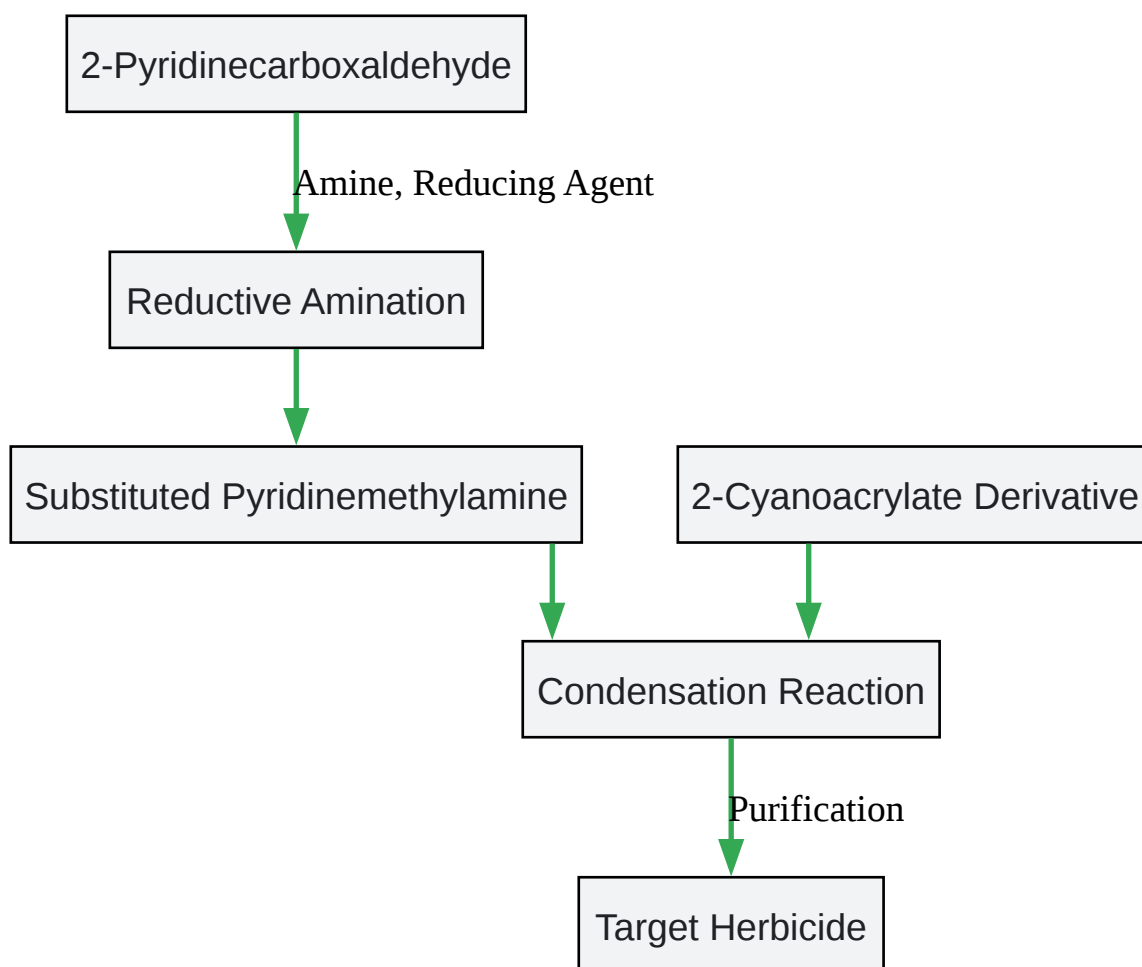 2-Pyridinecarboxaldehyde
Amine, Reducing Agent
Reductive Amination
Substituted Pyridinemethylamine
2-Cyanoacrylate Derivative
Condensation Reaction
Purification
Target Herbicide